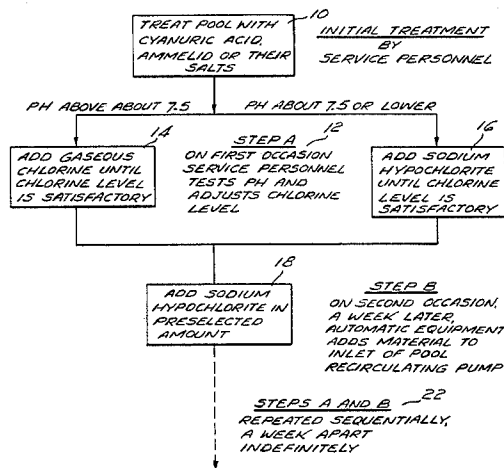 10
TREAT POOL WITH
CYANURIC ACID,
AMMELID OR THEIR
SALTS
INITIAL TREATMENT
BY
SERVICE PERSONNEL
PH ABOVE ABOUT 7.5
PH ABOUT 7.5 OR LOWER
14
ADD GASEOUS
CHLORINE UNTIL
CHLORINE LEVEL
IS SATISFACTORY
STEP A
12
ON FIRST OCCASION
SERVICE PERSONNEL
TESTS PH AND
ADJUSTS CHLORINE
LEVEL
16
ADD SODIUM
HYPOCHLORITE
UNTIL CHLORINE
LEVEL IS
SATISFACTORY
18
ADD SODIUM
HYPOCHLORITE IN
PRESELECTED
AMOUNT
STEP B
ON SECOND OCCASION,
A WEEK LATER,
AUTOMATIC EQUIPMENT
ADDS MATERIAL TO
INLET OF POOL
RECIRCULATING PUMP
STEPS A AND B
22
REPEATED SEQUENTIALLY,
A WEEK APART
INDEFINITELY